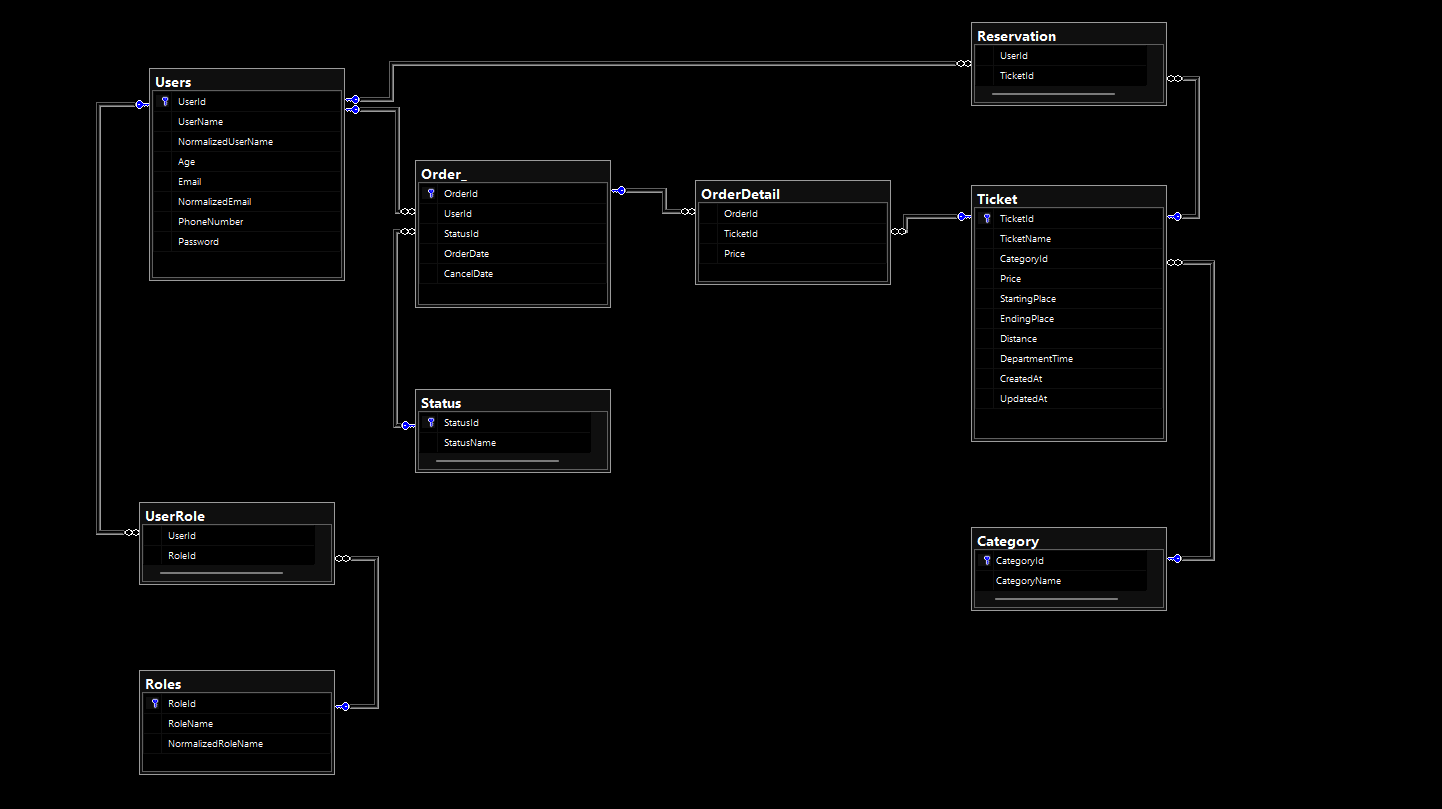 Users
UserId
UserName
NormalizedUserName
Age
Email
NormalizedEmail
PhoneNumber
Password
Order_
OrderId
UserId
StatusId
OrderDate
CancelDate
OrderDetail
OrderId
TicketId
Price
Reservation
UserId
TicketId
Ticket
TicketId
TicketName
CategoryId
Price
StartingPlace
EndingPlace
Distance
DepartmentTime
CreatedAt
UpdatedAt
Status
StatusId
StatusName
UserRole
UserId
RoleId
Category
CategoryId
CategoryName
Roles
RoleId
RoleName
NormalizedRoleName